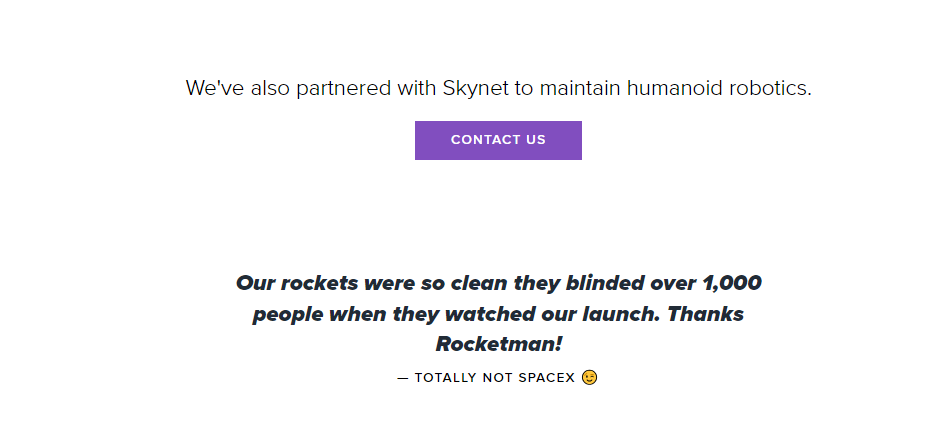 We've also partnered with Skynet to maintain humanoid robotics.
CONTACT US
Our rockets were so clean they blinded over 1,000
people when they watched our launch. Thanks
Rocketman!
— TOTALLY NOT SPACEX 😉